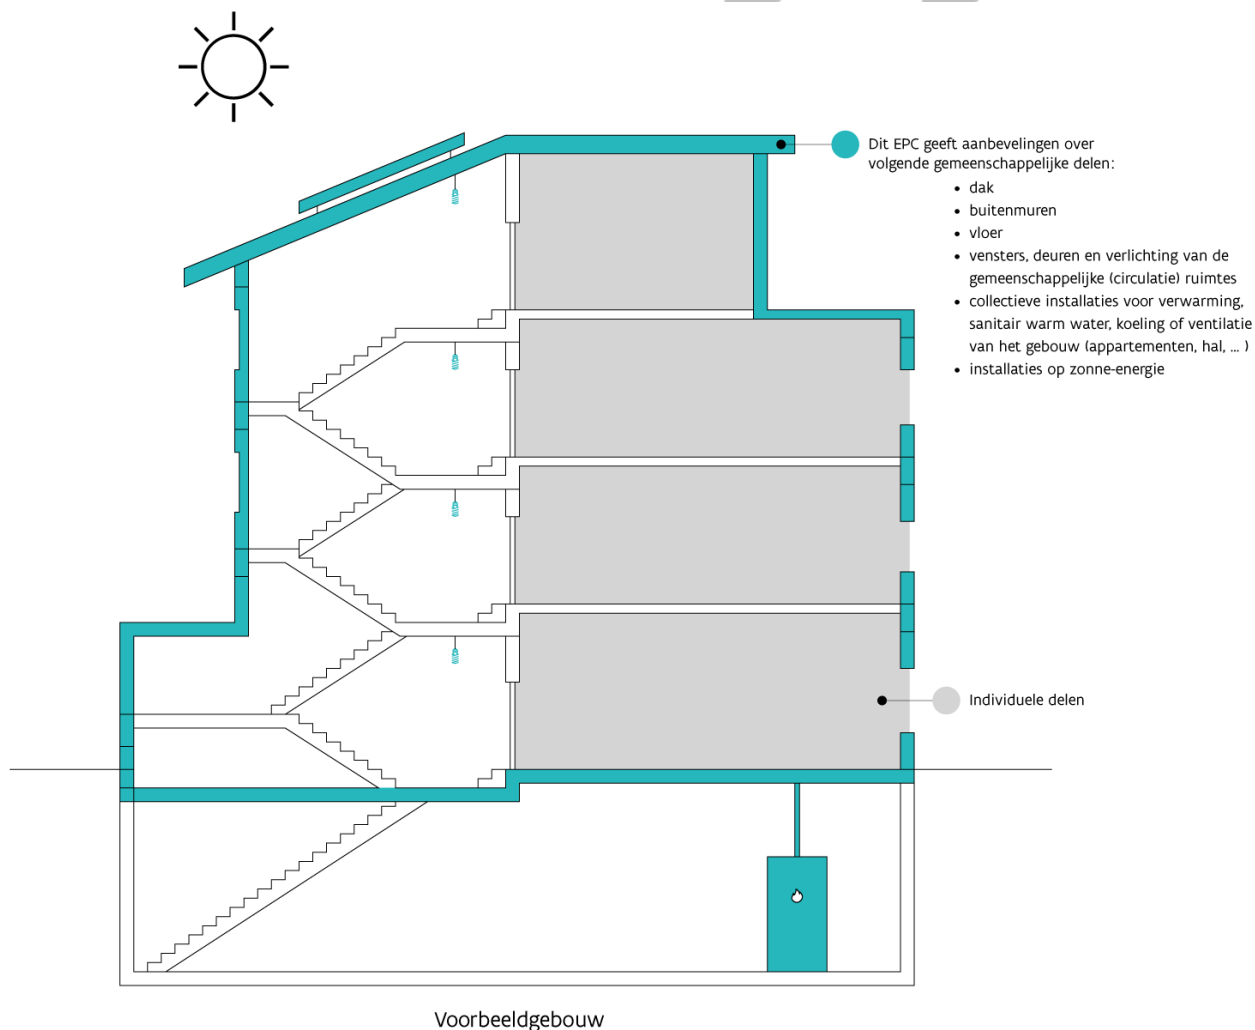 Dit EPC geeft aanbevelingen over
volgende gemeenschappelijke delen:
• dak
• buitenmuren
• vloer
• vensters, deuren en verlichting van de
gemeenschappelijke (circulatie) ruimtes
• collectieve installaties voor verwarming,
sanitair warm water, koeling of ventilatie
van het gebouw (appartementen, hal, ... )
• installaties op zonne-energie
Individuele delen
Voorbeeldgebouw